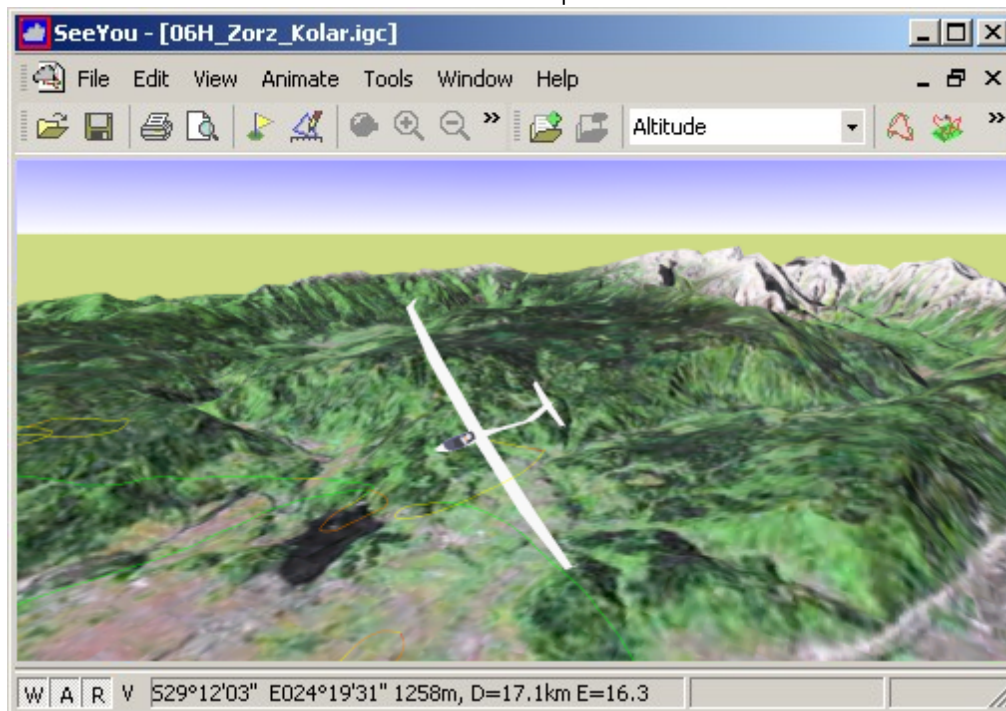 SeeYou - [06H_Zorz_Kolar.igc]
File Edit View Animate Tools Window Help
» Altitude »
W A R V S29°12'03" E024°19'31" 1258m, D=17.1km E=16.3